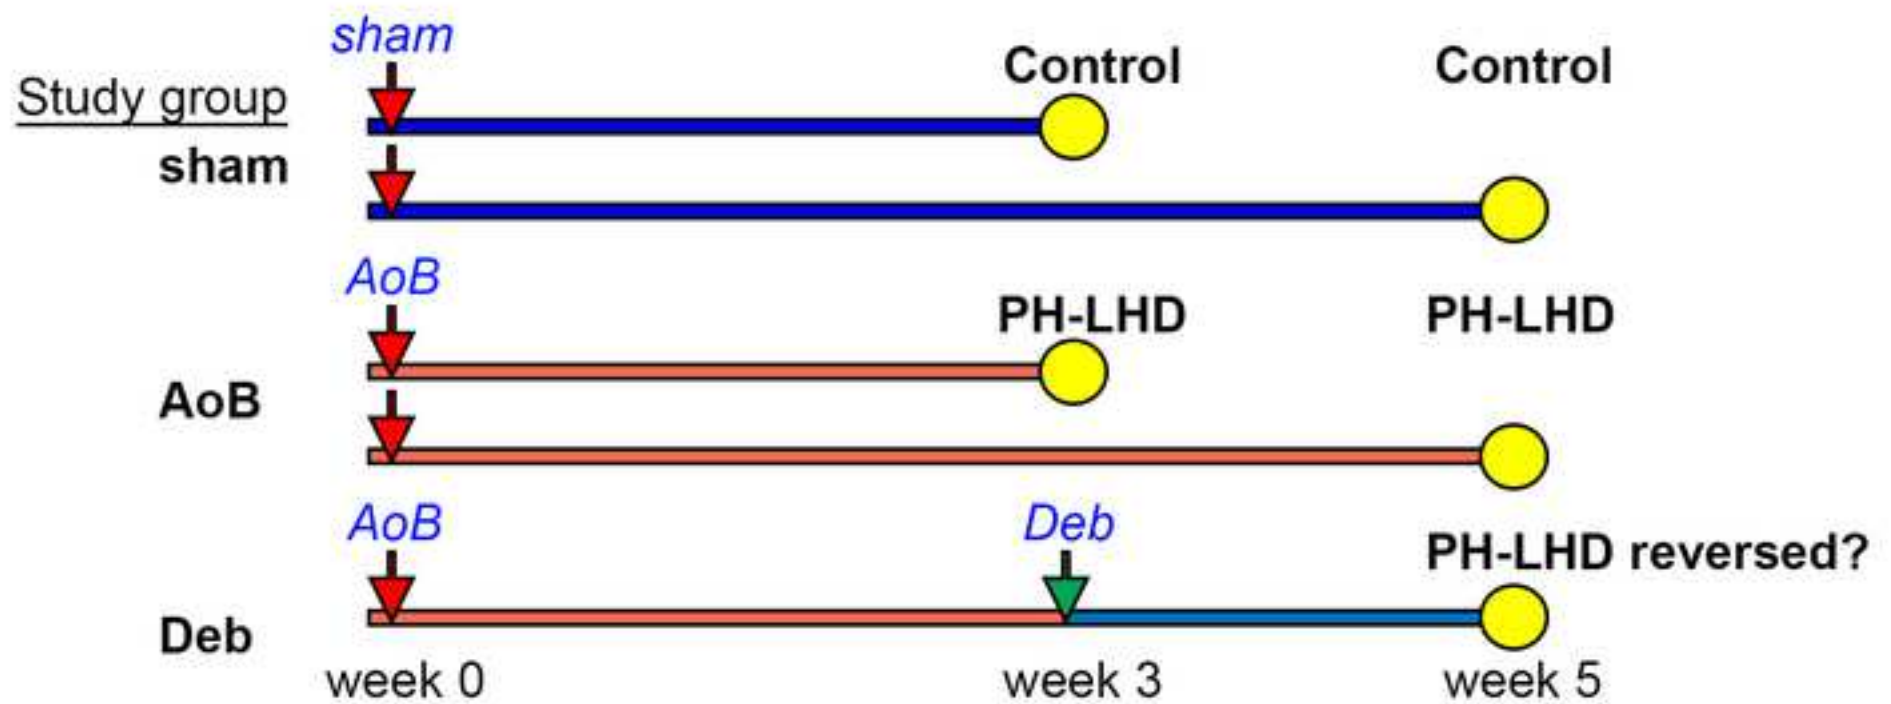 sham
Control Control
Study group
sham
AoB
PH-LHD PH-LHD
AoB
AoB Deb
PH-LHD reversed?
Deb
week 0 week 3 week 5